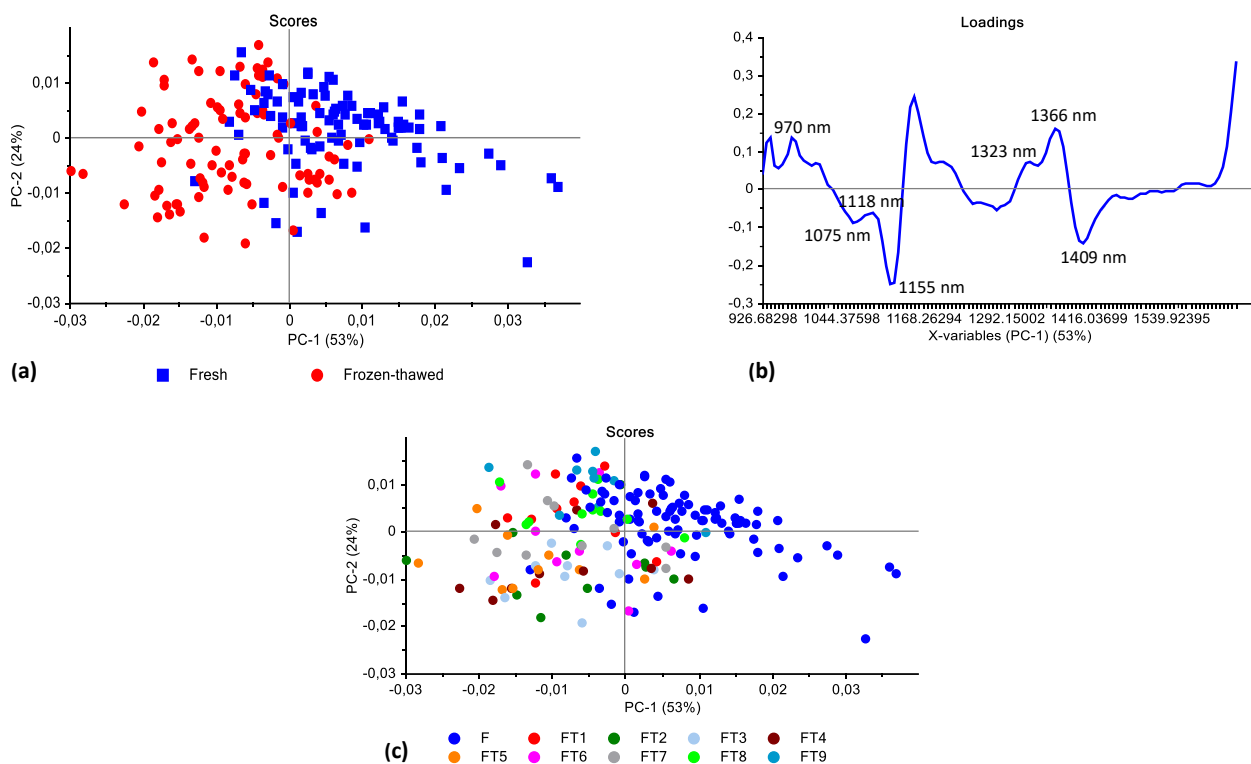 Scores
0,01
0
-0,01
-0,02
-0,03
PC-2 (24%)
-0,03 -0,02 -0,01 0 0,01 0,02 0,03
PC-1 (53%)
(a)
Fresh Frozen-thawed
Loadings
0,4
0,3
0,2
0,1
0
-0,1
-0,2
-0,3
970 nm
1075 nm
1118 nm
1155 nm
1323 nm
1366 nm
1409 nm
926.68298 1044.37598 1168.26294 1292.15002 1416.03699 1539.92395
X-variables (PC-1) (53%)
(b)
Scores
0,01
0
-0,01
-0,02
-0,03
PC-2 (24%)
-0,03 -0,02 -0,01 0 0,01 0,02 0,03
PC-1 (53%)
(c)
F FT1 FT2 FT3 FT4
FT5 FT6 FT7 FT8 FT9